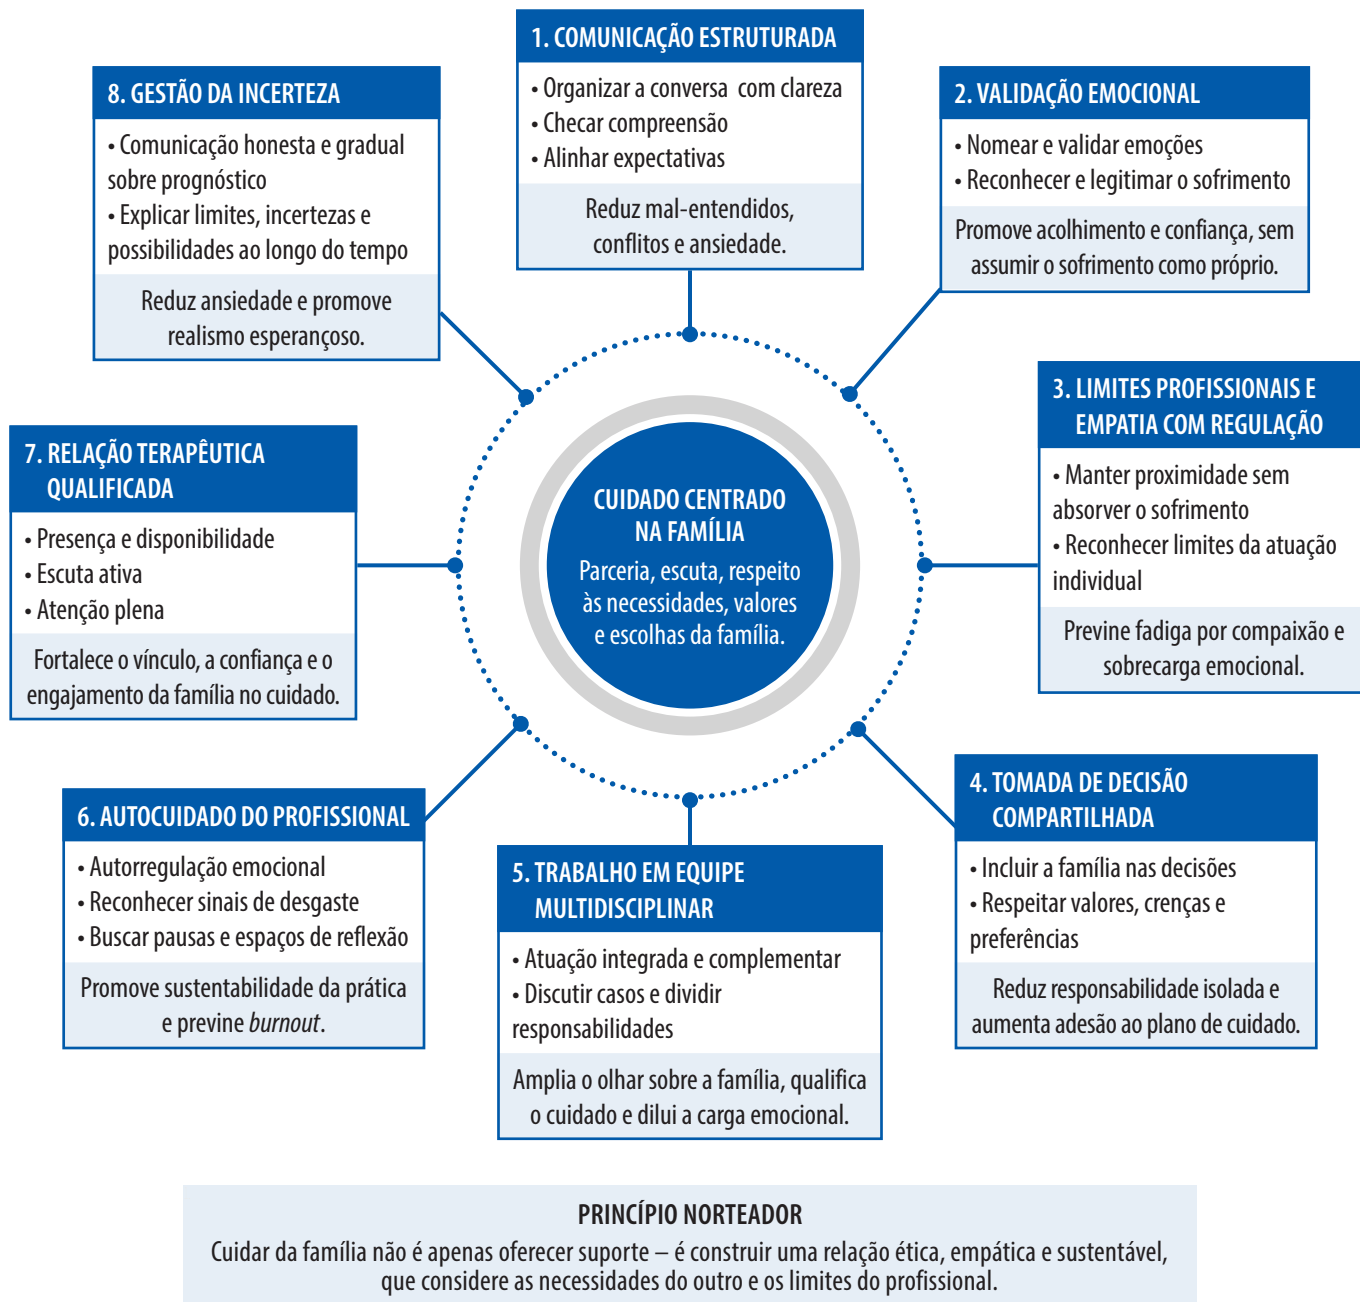 1. COMUNICAÇÃO ESTRUTURADA
• Organizar a conversa com clareza
• Checar compreensão
• Alinhar expectativas
Reduz mal-entendidos,
conflitos e ansiedade.
2. VALIDAÇÃO EMOCIONAL
• Nomear e validar emoções
• Reconhecer e legitimar o sofrimento
Promove acolhimento e confiança, sem
assumir o sofrimento como próprio.
3. LIMITES PROFISSIONAIS E
EMPATIA COM REGULAÇÃO
• Manter proximidade sem
absorver o sofrimento
• Reconhecer limites da atuação
individual
Previne fadiga por compaixão e
sobrecarga emocional.
4. TOMADA DE DECISÃO
COMPARTILHADA
• Incluir a família nas decisões
• Respeitar valores, crenças e
preferências
Reduz responsabilidade isolada e
aumenta adesão ao plano de cuidado.
5. TRABALHO EM EQUIPE
MULTIDISCIPLINAR
• Atuação integrada e complementar
• Discutir casos e dividir
responsabilidades
Amplia o olhar sobre a família, qualifica
o cuidado e dilui a carga emocional.
6. AUTOCUIDADO DO PROFISSIONAL
• Autorregulação emocional
• Reconhecer sinais de desgaste
• Buscar pausas e espaços de reflexão
Promove sustentabilidade da prática
e previne burnout.
7. RELAÇÃO TERAPÊUTICA
QUALIFICADA
• Presença e disponibilidade
• Escuta ativa
• Atenção plena
Fortalece o vínculo, a confiança e o
engajamento da família no cuidado.
8. GESTÃO DA INCERTEZA
• Comunicação honesta e gradual
sobre prognóstico
• Explicar limites, incertezas e
possibilidades ao longo do tempo
Reduz ansiedade e promove
realismo esperançoso.
CUIDADO CENTRADO
NA FAMÍLIA
Parceria, escuta, respeito
às necessidades, valores
e escolhas da família.
PRINCÍPIO NORTEADOR
Cuidar da família não é apenas oferecer suporte – é construir uma relação ética, empática e sustentável,
que considere as necessidades do outro e os limites do profissional.